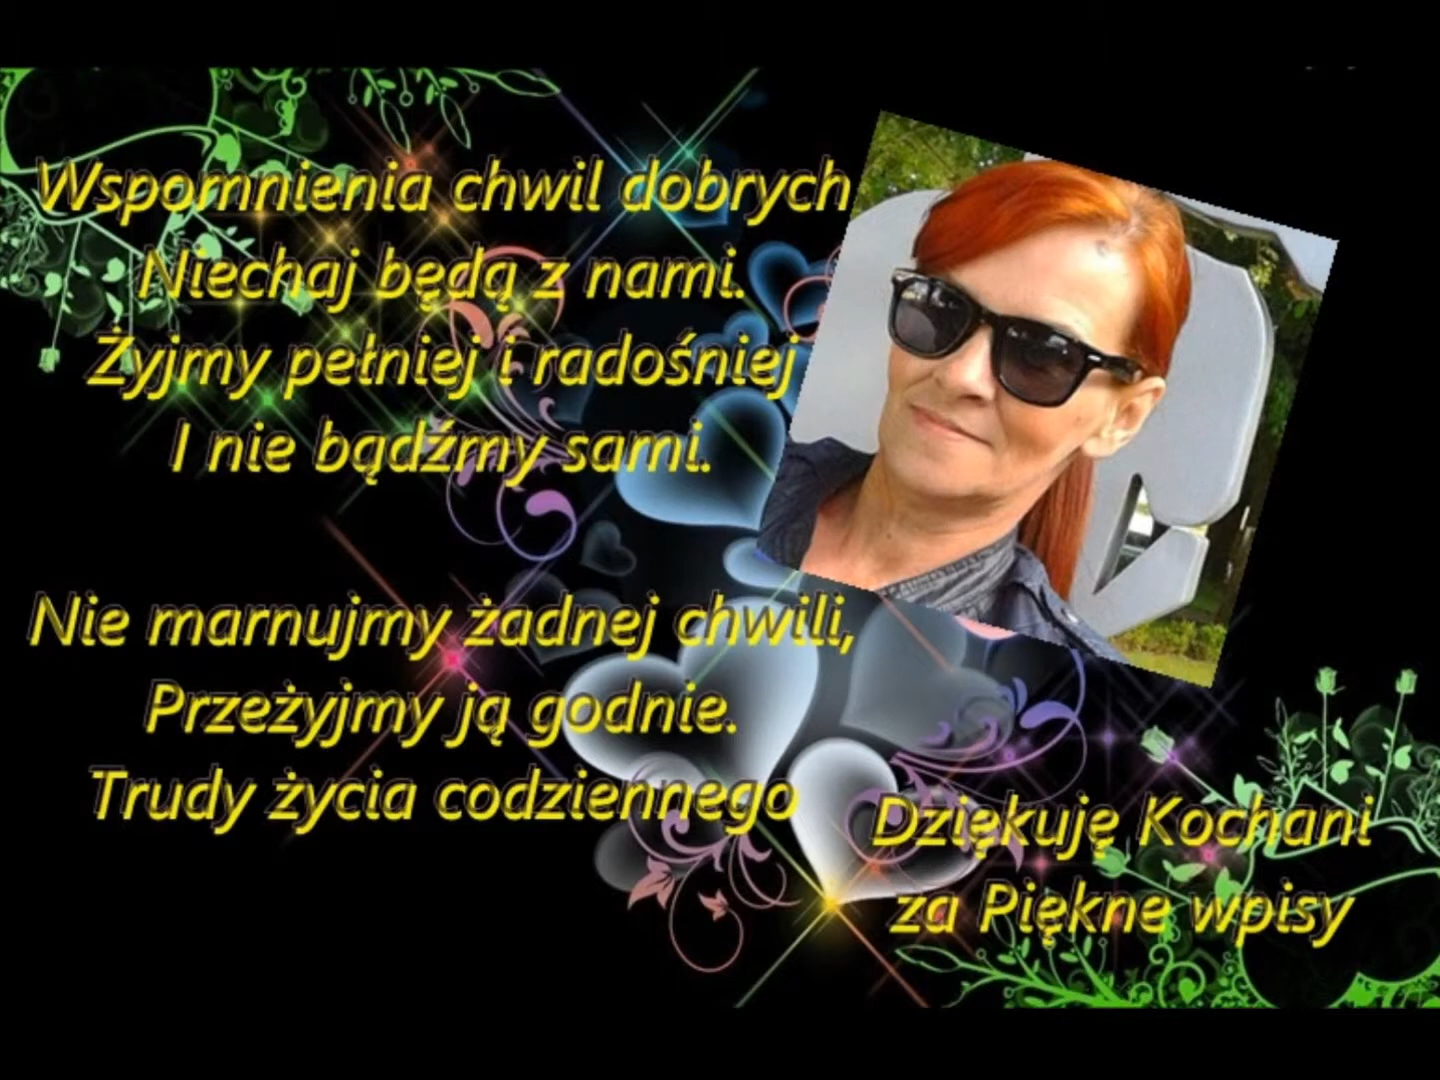 Wspomnienia chwil dobrych
Niechaj będą z nami.
Żyjmy pełniej i radośniej
I nie bądźmy sami.
Nie marnujmy żadnej chwili,
Przeżyjmy ją godnie.
Trudy życia codziennego
Dziękuję Kochani
za Piękne wpisy